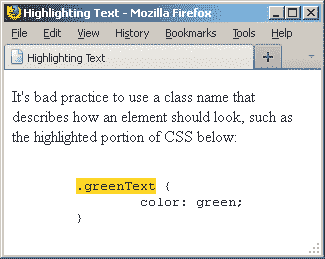 Highlighting Text - Mozilla Firefox
File Edit View History Bookmarks Tools Help
Highlighting Text
It's bad practice to use a class name that
describes how an element should look, such as
the highlighted portion of CSS below:
.greenText {
color: green;
}